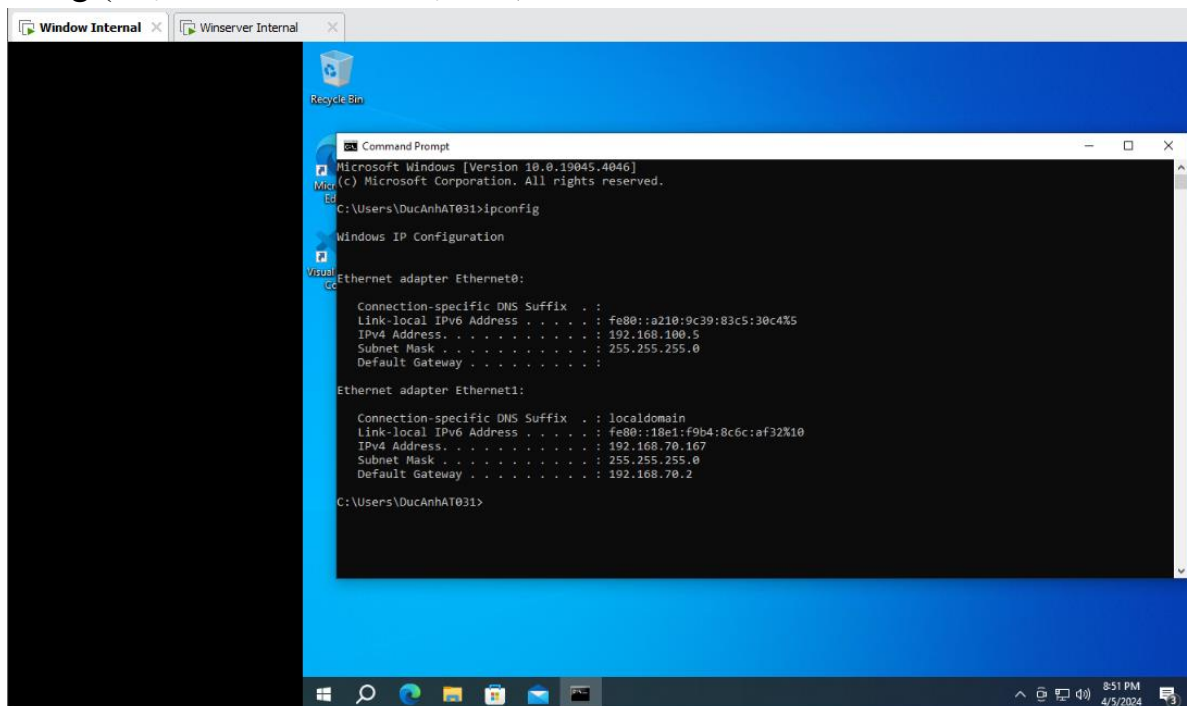 Window Internal
Winserver Internal
Recycle Bin
Command Prompt
Microsoft Windows [Version 10.0.19045.4046]
(c) Microsoft Corporation. All rights reserved.
C:\Users\DucAnhAT031>ipconfig
Windows IP Configuration
Ethernet adapter Ethernet0:
Connection-specific DNS Suffix . :
Link-local IPv6 Address . . . . . : fe80::a210:9c39:83c5:30c4%5
IPv4 Address. . . . . . . . . . . : 192.168.100.5
Subnet Mask . . . . . . . . . . . : 255.255.255.0
Default Gateway . . . . . . . . . :
Ethernet adapter Ethernet1:
Connection-specific DNS Suffix . : localdomain
Link-local IPv6 Address . . . . . : fe80::18e1:f9b4:8c6c:af32%10
IPv4 Address. . . . . . . . . . . : 192.168.70.167
Subnet Mask . . . . . . . . . . . : 255.255.255.0
Default Gateway . . . . . . . . . : 192.168.70.2
C:\Users\DucAnhAT031>
8:51 PM
4/5/2024
3